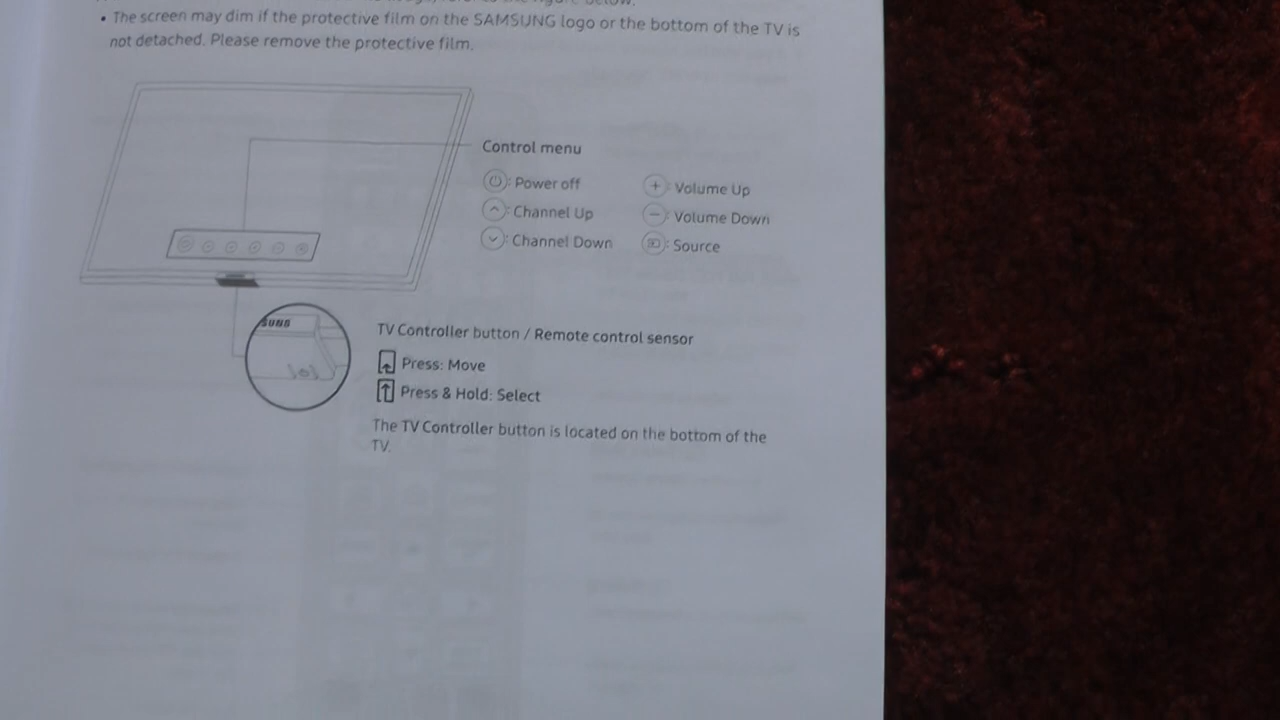 • The screen may dim if the protective film on the SAMSUNG logo or the bottom of the TV is
not detached. Please remove the protective film.
Control menu
: Power off
: Volume Up
: Channel Up
: Volume Down
: Channel Down
: Source
SUNG
TV Controller button / Remote control sensor
Press: Move
Press & Hold: Select
The TV Controller button is located on the bottom of the
TV.